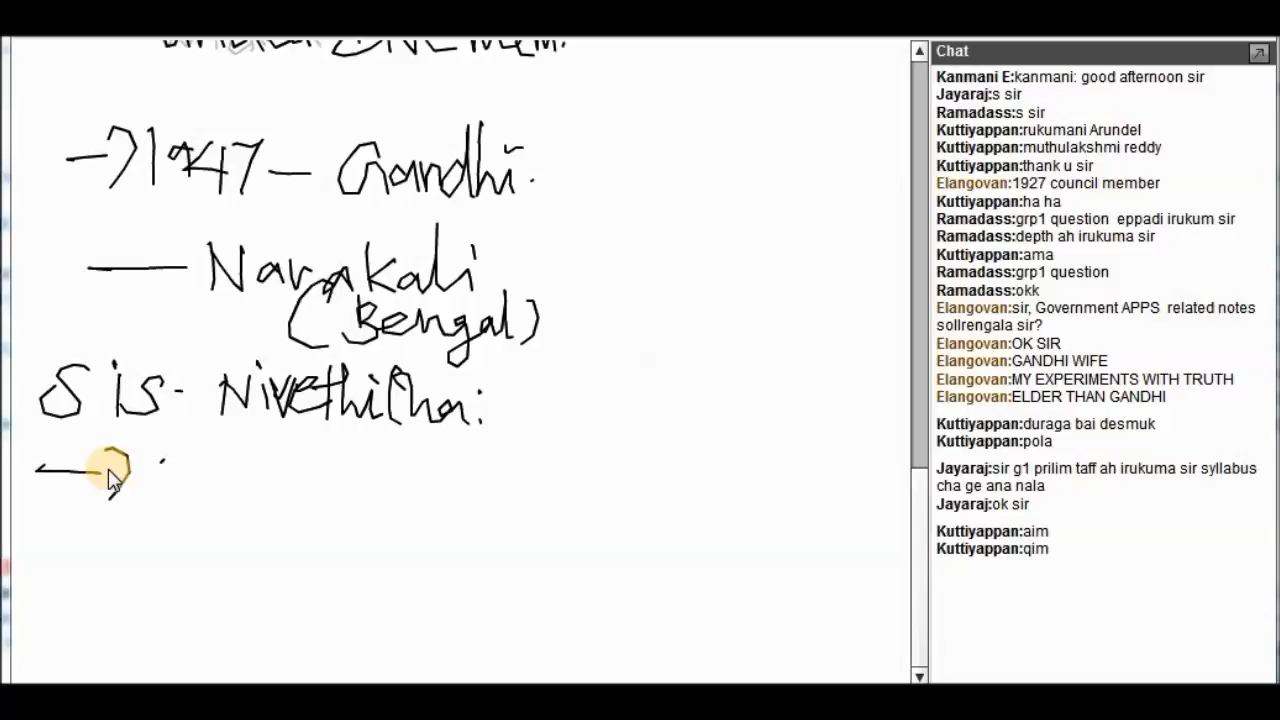 → 1947 - Gandhi.
— Navakali
(Bengal)
Sis- Nivethitha:
→
Chat
Kanmani E:kanmani: good afternoon sir
Jayaraj:s sir
Ramadass:s sir
Kuttiyappan:rukumani Arundel
Kuttiyappan:muthulakshmi reddy
Kuttiyappan:thank u sir
Elangovan:1927 council member
Kuttiyappan:ha ha
Ramadass:grp1 question eppadi irukum sir
Ramadass:depth ah irukuma sir
Kuttiyappan:ama
Ramadass:grp1 question
Ramadass:okk
Elangovan:sir, Government APPS related notes
sollrengala sir?
Elangovan:OK SIR
Elangovan:GANDHI WIFE
Elangovan:MY EXPERIMENTS WITH TRUTH
Elangovan:ELDER THAN GANDHI
Kuttiyappan:duraga bai desmuk
Kuttiyappan:pola
Jayaraj:sir g1 prilim taff ah irukuma sir syllabus
cha ge ana nala
Jayaraj:ok sir
Kuttiyappan:aim
Kuttiyappan:qim